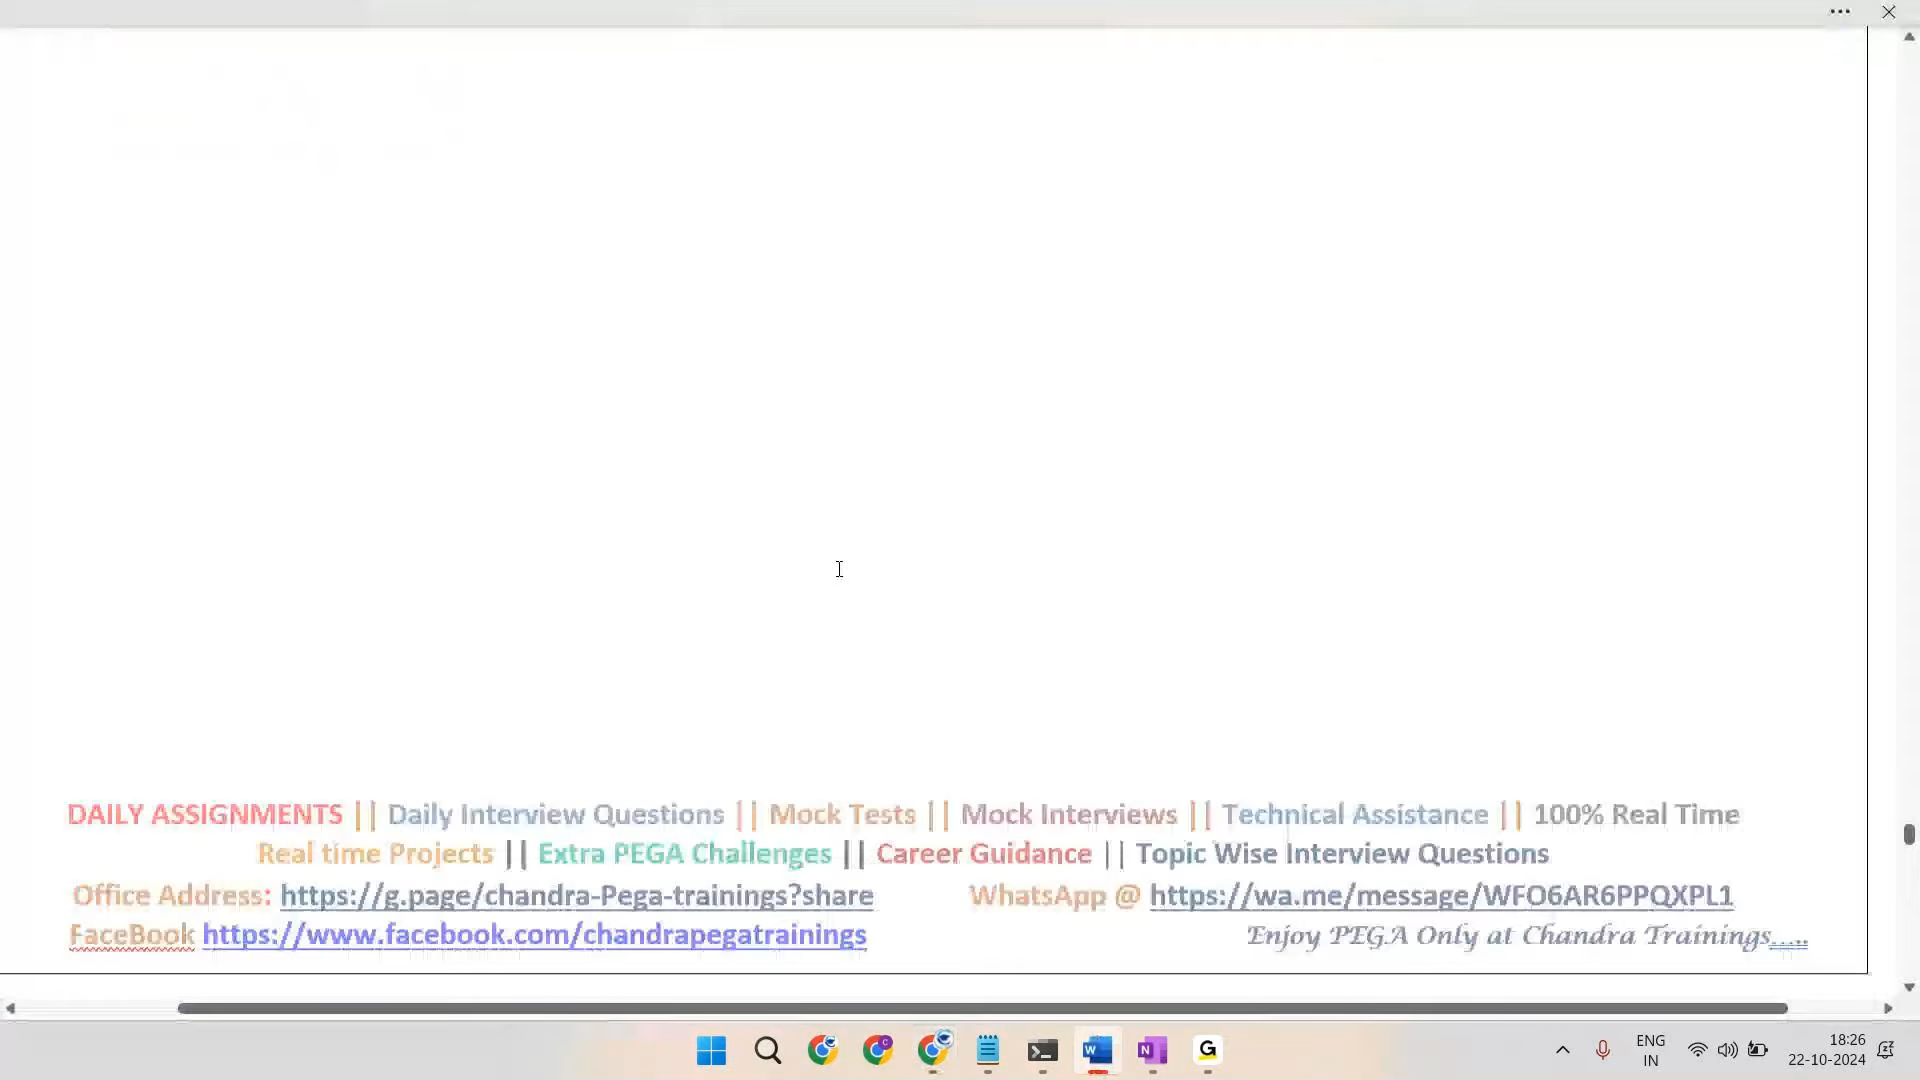 DAILY ASSIGNMENTS || Daily Interview Questions || Mock Tests || Mock Interviews || Technical Assistance || 100% Real Time
Real time Projects || Extra PEGA Challenges || Career Guidance || Topic Wise Interview Questions
Office Address: https://g.page/chandra-Pega-trainings?share WhatsApp @ https://wa.me/message/WFO6AR6PPQXPL1
FaceBook https://www.facebook.com/chandrapegatrainings Enjoy PEGA Only at Chandra Trainings.....
ENG 18:26
IN 22-10-2024